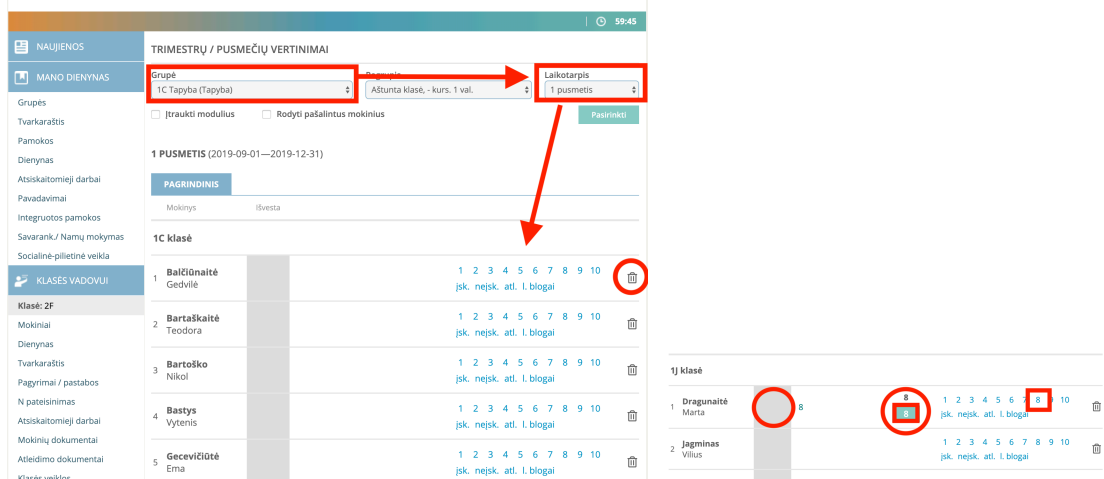 59:45
NAUJIENOS
MANO DIENYNAS
Grupės
Tvarkaraštis
Pamokos
Dienynas
Atsiskaitomieji darbai
Pavadavimai
Integruotos pamokos
Savarank./ Namų mokymas
Socialinė-pilietinė veikla
KLASĖS VADOVUI
Klasė: 2F
Mokiniai
Dienynas
Tvarkaraštis
Pagyrimai / pastabos
N pateisinimas
Atsiskaitomieji darbai
Mokinių dokumentai
Atleidimo dokumentai
Klasės veiklos
TRIMESTRŲ / PUSMEČIŲ VERTINIMAI
Grupė Laikotarpis
1C Tapyba (Tapyba) Aštunta klasė, - kurs. 1 val. 1 pusmetis
Įtraukti modulius Rodyti pašalintus mokinius Pasirinkti
1 PUSMETIS (2019-09-01—2019-12-31)
PAGRINDINIS
Mokinys Išvesta
1C klasė
1 Balčiūnaitė 1 2 3 4 5 6 7 8 9 10
Gedvilė įsk. neįsk. atl. l. blogai
2 Bartaškaitė 1 2 3 4 5 6 7 8 9 10
Teodora įsk. neįsk. atl. l. blogai
3 Bartoško 1 2 3 4 5 6 7 8 9 10
Nikol įsk. neįsk. atl. l. blogai
4 Bastys 1 2 3 4 5 6 7 8 9 10
Vytenis įsk. neįsk. atl. l. blogai
5 Gecevičiūtė 1 2 3 4 5 6 7 8 9 10
Ema įsk. neįsk. atl. l. blogai
1J klasė
1 Dragunaitė 8 8 1 2 3 4 5 6 7 8 10
Marta 8 įsk. neįsk. atl. l. blogai
2 Jagminas 1 2 3 4 5 6 7 8 9 10
Vilius įsk. neįsk. atl. l. blogai